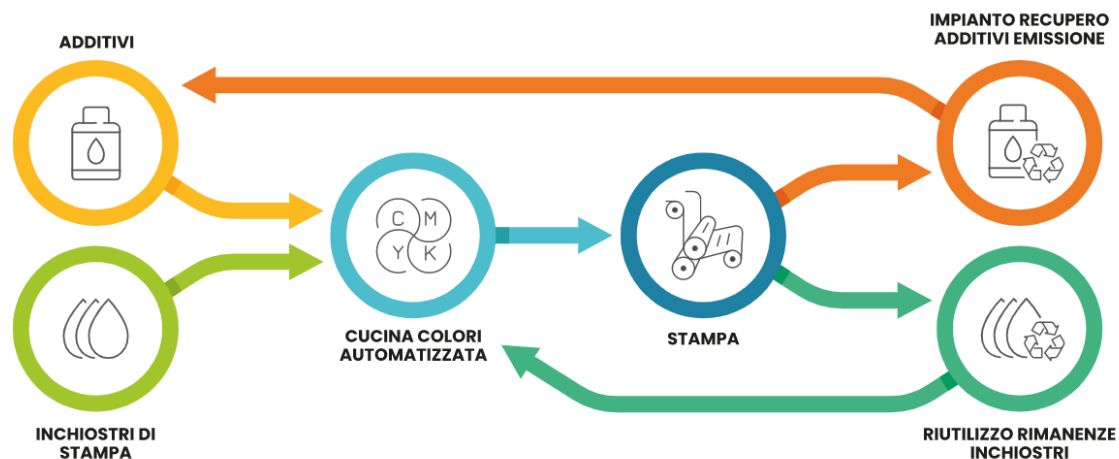 ADDITIVI
IMPIANTO RECUPERO
ADDITIVI EMISSIONE
C M
Y K
CUCINA COLORI
AUTOMATIZZATA
STAMPA
INCHIOSTRI DI
STAMPA
RIUTILIZZO RIMANENZE
INCHIOSTRI